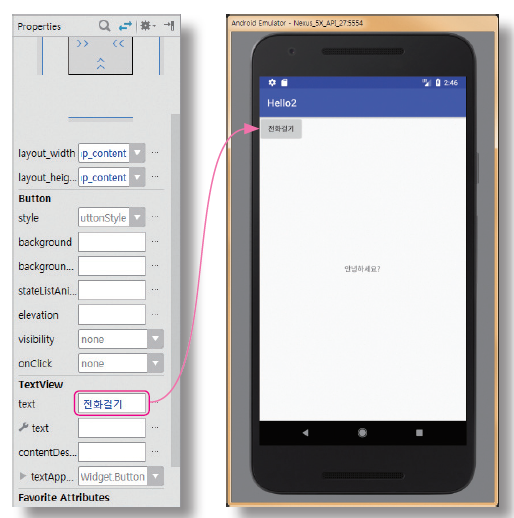 Properties
layout_width
ıp_content
...
layout_heig...
ıp_content
...
Button
style
uttonStyle
...
background
...
backgroun...
...
stateListAni...
...
elevation
...
visibility
none
onClick
none
TextView
text
전화걸기
...
text
...
contentDes...
...
textApp...
Widget.Button
Favorite Attributes
Android Emulator - Nexus_5X_API_27:5554
2:46
Hello2
전화걸기
안녕하세요?